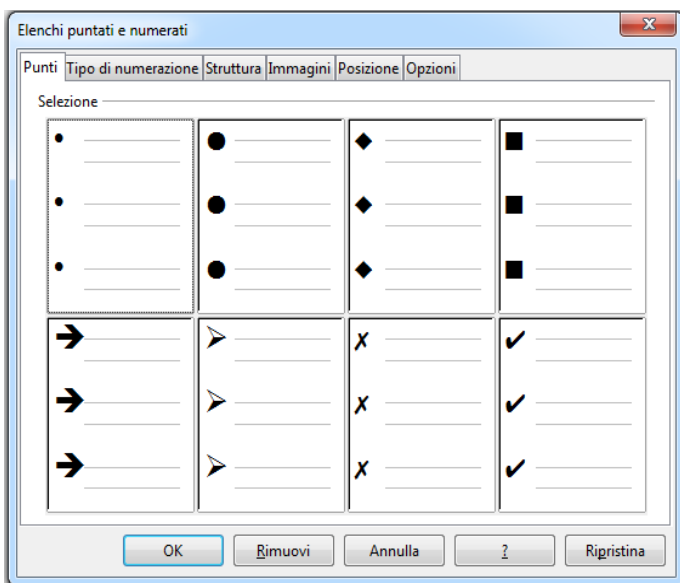 Elenchi puntati e numerati
Punti Tipo di numerazione Struttura Immagini Posizione Opzioni
Selezione
OK Rimuovi Annulla ? Ripristina